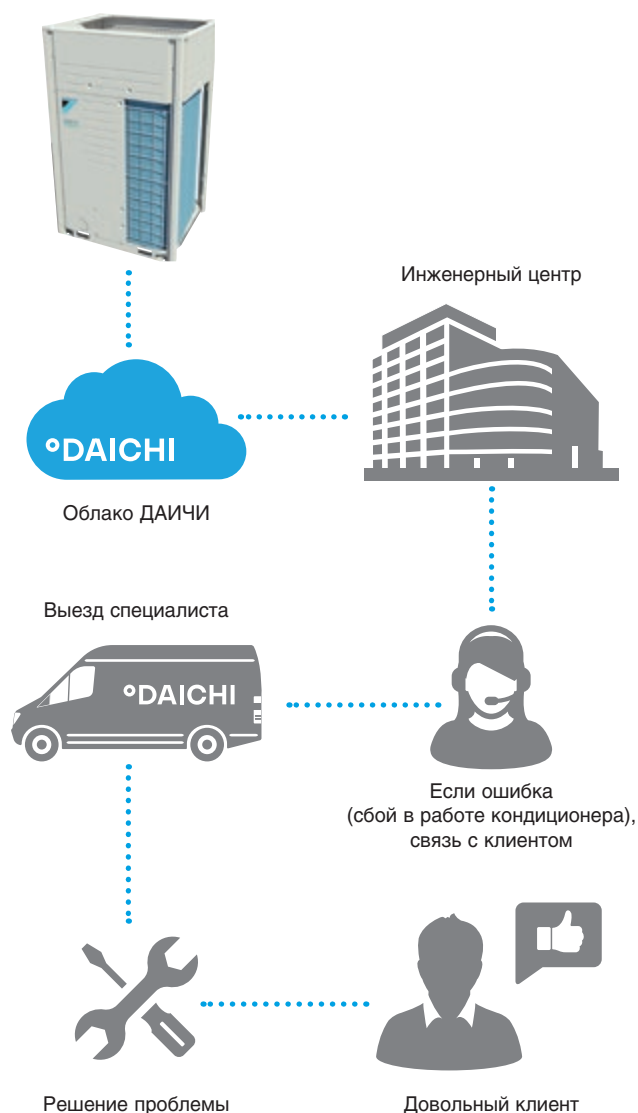 Инженерный центр
°DAICHI
Облако ДАИЧИ
Выезд специалиста
°DAICHI
Если ошибка
(сбой в работе кондиционера),
связь с клиентом
Решение проблемы
Довольный клиент